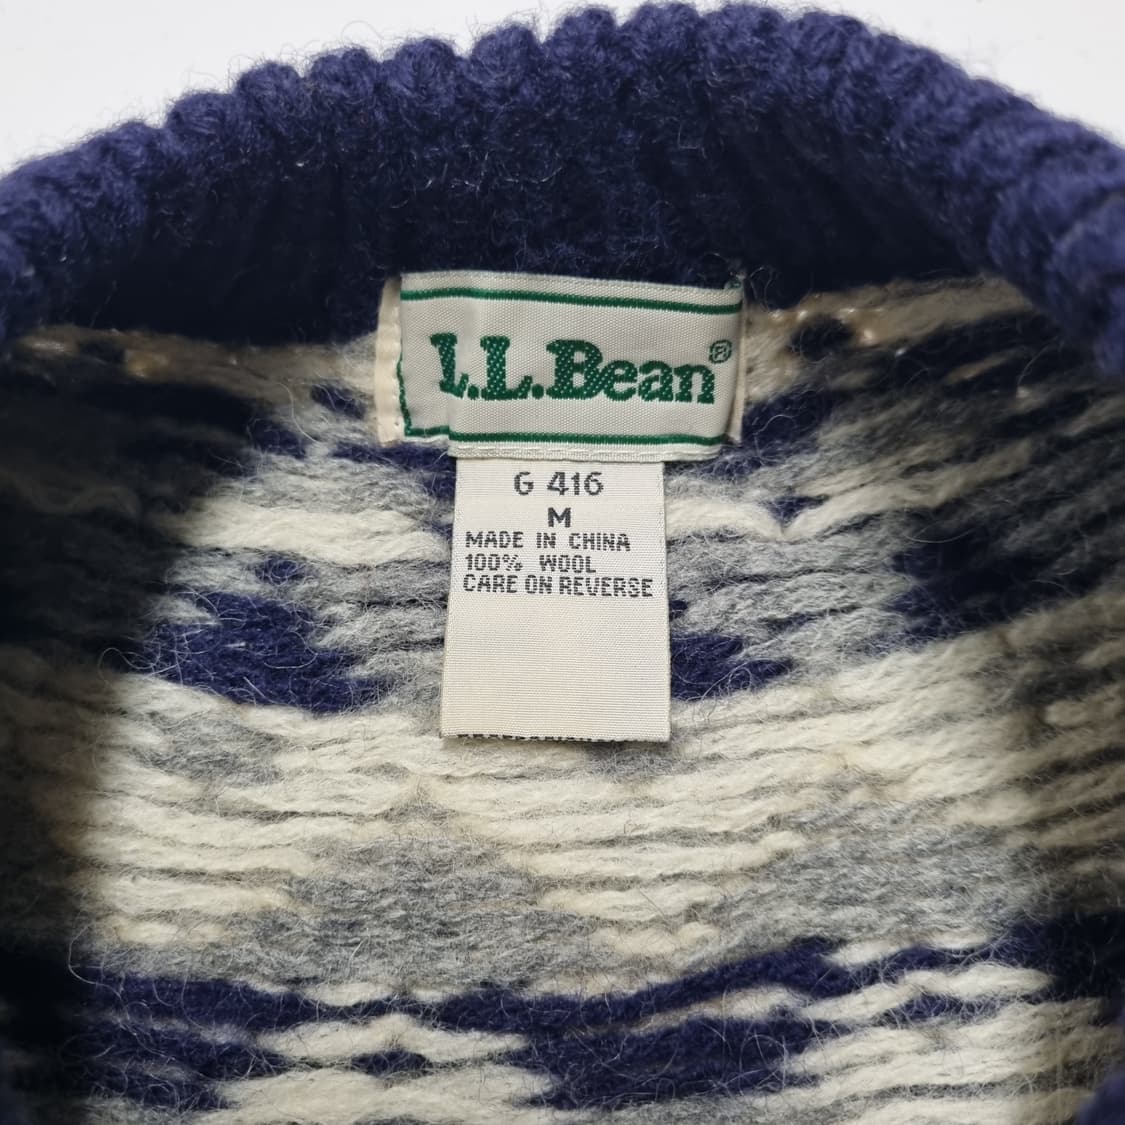 L.L.Bean®
G 416
M
MADE IN CHINA
100% WOOL
CARE ON REVERSE